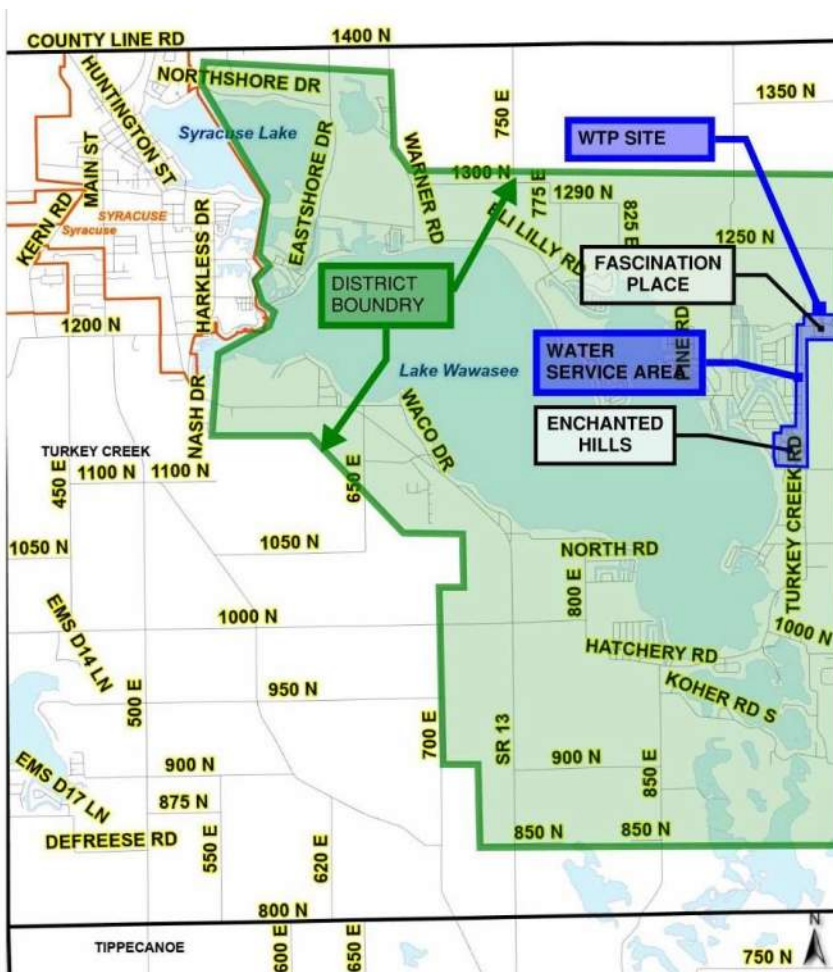 COUNTY LINE RD
1400 N
HUNTINGTON ST
NORTHSHORE DR
Syracuse Lake
EASTSHORE DR
WARNER RD
750 E
1350 N
WTP SITE
MAIN ST
KERN RD
SYRACUSE
Syracuse
HARKLESS DR
1300 N
775 E
1290 N
825 E
ELI LILLY RD
1250 N
FASCINATION
PLACE
DISTRICT
BOUNDRY
1200 N
NASH DR
Lake Wawasee
WATER
SERVICE AREA
PINE RD
WACO DR
ENCHANTED
HILLS
TURKEY CREEK
450 E
1100 N
1100 N
650 E
TURKEY CREEK RD
1050 N
1050 N
NORTH RD
800 E
EMS D14 LN
1000 N
1000 N
HATCHERY RD
KOHER RD S
500 E
950 N
700 E
SR 13
EMS D17 LN
900 N
900 N
850 E
875 N
DEFREESE RD
550 E
620 E
850 N
850 N
800 N
TIPPECANOE
600 E
650 E
N
750 N